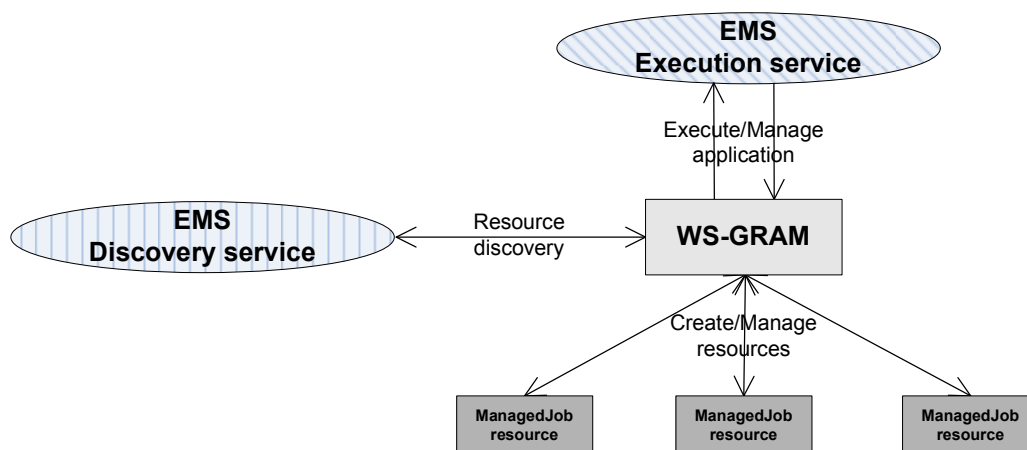 EMS
Execution service
Execute/Manage
application
EMS
Discovery service
Resource
discovery
WS-GRAM
Create/Manage
resources
ManagedJob
resource
ManagedJob
resource
ManagedJob
resource